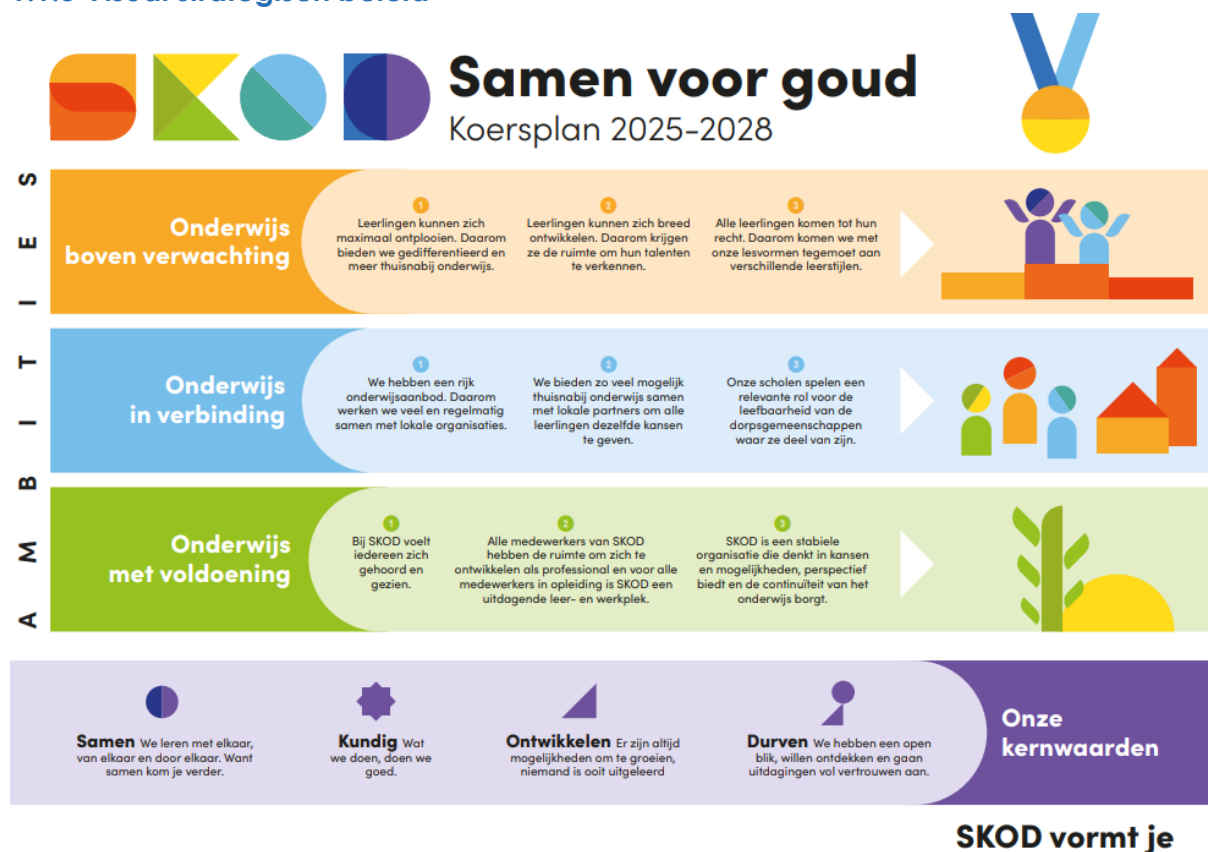 SKOD
Samen voor goud
Koersplan 2025-2028
AMBITIES
Onderwijs
boven verwachting
1
Leerlingen kunnen zich
maximaal ontplooien. Daarom
bieden we gedifferentieerd en
meer thuisnabij onderwijs.
2
Leerlingen kunnen zich breed
ontwikkelen. Daarom krijgen
ze de ruimte om hun talenten
te verkennen.
3
Alle leerlingen komen tot hun
recht. Daarom komen we met
onze lesvormen tegemoet aan
verschillende leerstijlen.
Onderwijs
in verbinding
1
We hebben een rijk
onderwijsaanbod. Daarom
werken we veel en regelmatig
samen met lokale organisaties.
2
We bieden zo veel mogelijk
thuisnabij onderwijs samen
met lokale partners om alle
leerlingen dezelfde kansen
te geven.
3
Onze scholen spelen een
relevante rol voor de
leefbaarheid van de
dorpsgemeenschappen
waar ze deel van zijn.
Onderwijs
met voldoening
1
Bij SKOD voelt
iedereen zich
gehoord en
gezien.
2
Alle medewerkers van SKOD
hebben de ruimte om zich te
ontwikkelen als professional en voor alle
medewerkers in opleiding is SKOD een
uitdagende leer- en werkplek.
3
SKOD is een stabiele
organisatie die denkt in kansen
en mogelijkheden, perspectief
biedt en de continuïteit van het
onderwijs borgt.
Samen We leren met elkaar,
van elkaar en door elkaar. Want
samen kom je verder.
Kundig Wat
we doen, doen we
goed.
Ontwikkelen Er zijn altijd
mogelijkheden om te groeien,
niemand is ooit uitgeleerd
Durven We hebben een open
blik, willen ontdekken en gaan
uitdagingen vol vertrouwen aan.
Onze
kernwaarden
SKOD vormt je